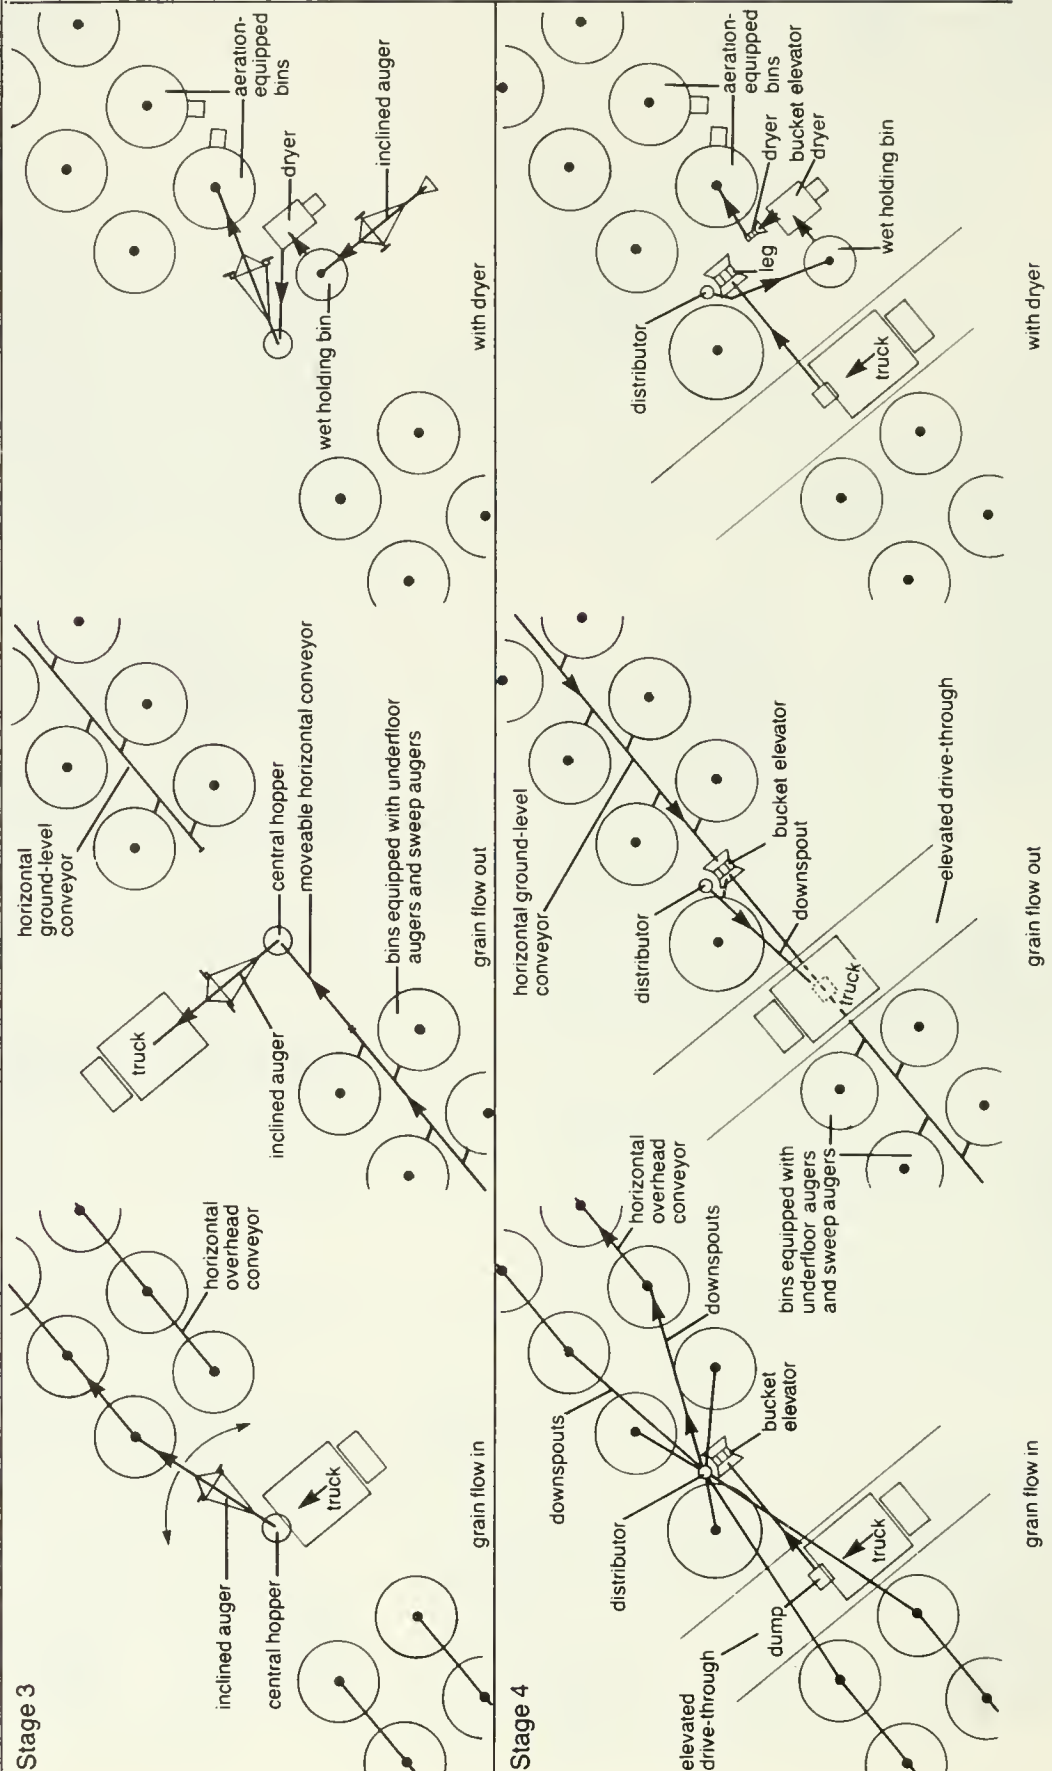 Stage 3
inclined auger
central hopper
truck
horizontal
overhead
conveyor
grain flow in
horizontal
ground-level
conveyor
truck
inclined auger
central hopper
moveable horizontal conveyor
bins equipped with underfloor
augers and sweep augers
grain flow out
aeration-
equipped
bins
dryer
inclined auger
wet holding bin
with dryer
Stage 4
elevated
drive-through
dump
distributor
downspouts
truck
bucket
elevator
downspouts
horizontal
overhead
conveyor
grain flow in
bins equipped with
underfloor augers
and sweep augers
horizontal ground-level
conveyor
distributor
truck
downspout
bucket elevator
elevated drive-through
grain flow out
distributor
leg
truck
aeration-
equipped
bins
dryer
bucket elevator
dryer
wet holding bin
with dryer